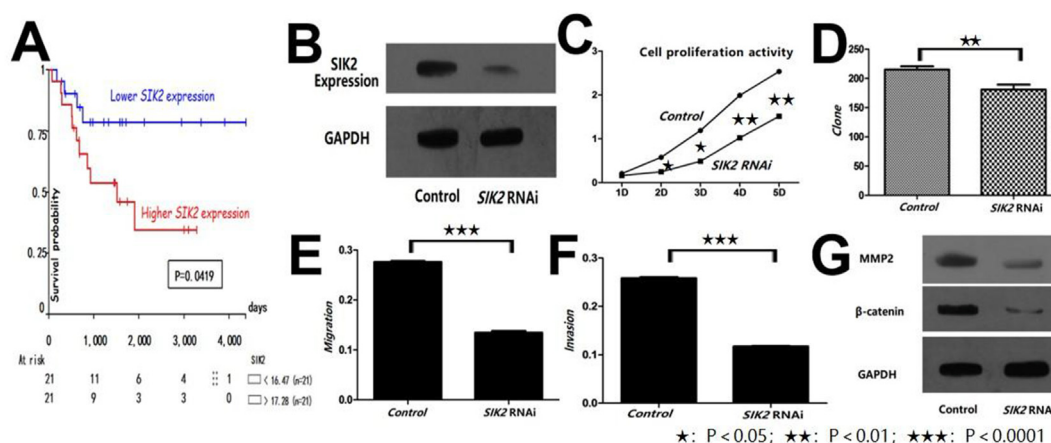 A
1
0.75
0.5
0.25
0
Survival probability
Lower SIK2 expression
Higher SIK2 expression
P=0.0419
days
0 1,000 2,000 3,000 4,000
At risk
SIK2
21 11 6 4 1 < 16.47 (n=21)
21 9 3 3 0 > 17.28 (n=21)
B
SIK2
Expression
GAPDH
Control SIK2 RNAi
C
Cell proliferation activity
3
2
1
0
Control
SIK2 RNAi
★ ★ ★★ ★★
1D 2D 3D 4D 5D
D
★★
Clone
250
200
150
100
50
0
Control SIK2 RNAi
E
★★★
Migration
0.3
0.2
0.1
0.0
Control SIK2 RNAi
F
★★★
Invasion
0.3
0.2
0.1
0.0
Control SIK2 RNAi
G
MMP2
β-catenin
GAPDH
Control SIK2 RNAi
★: P<0.05; ★★: P<0.01; ★★★: P<0.0001